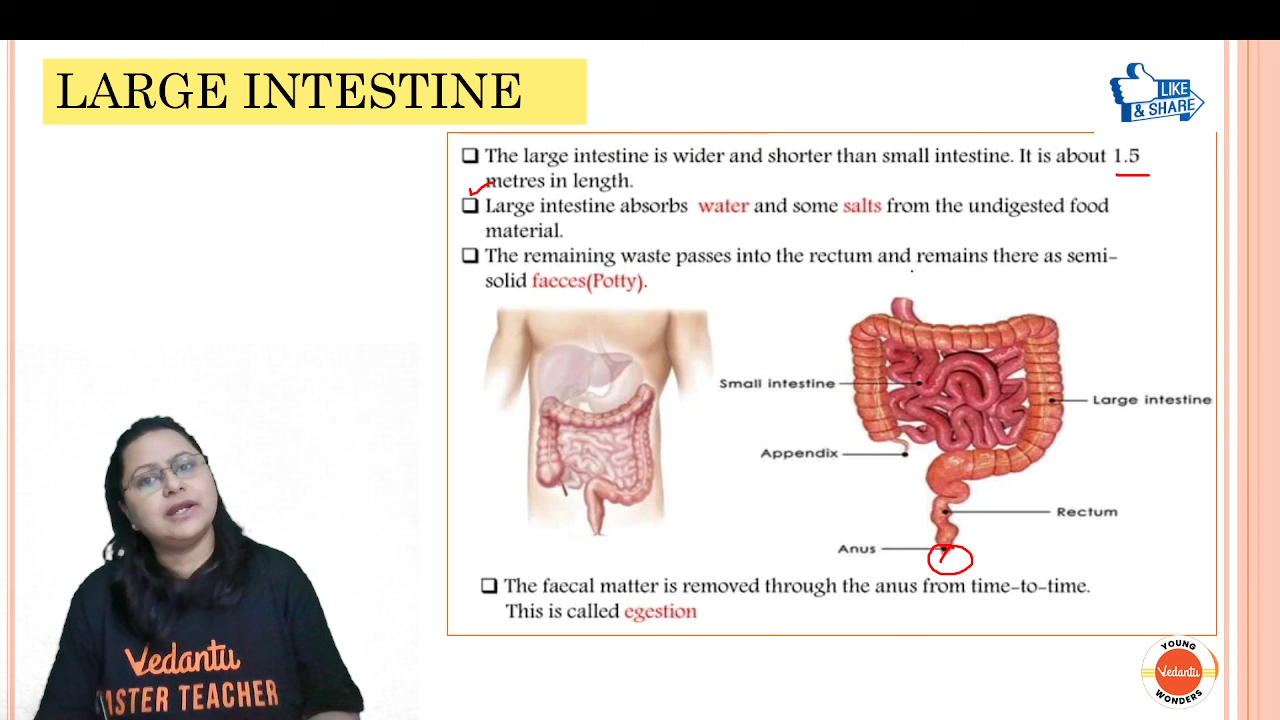 LARGE INTESTINE
LIKE
& SHARE
❑ The large intestine is wider and shorter than small intestine. It is about 1.5
metres in length.
❑ Large intestine absorbs water and some salts from the undigested food
material.
❑ The remaining waste passes into the rectum and remains there as semi-
solid faeces(Potty).
Small intestine
Large intestine
Appendix
Rectum
Anus
❑ The faecal matter is removed through the anus from time-to-time.
This is called egestion
Vedantu
MASTER TEACHER
YOUNG
Vedantu
WONDERS